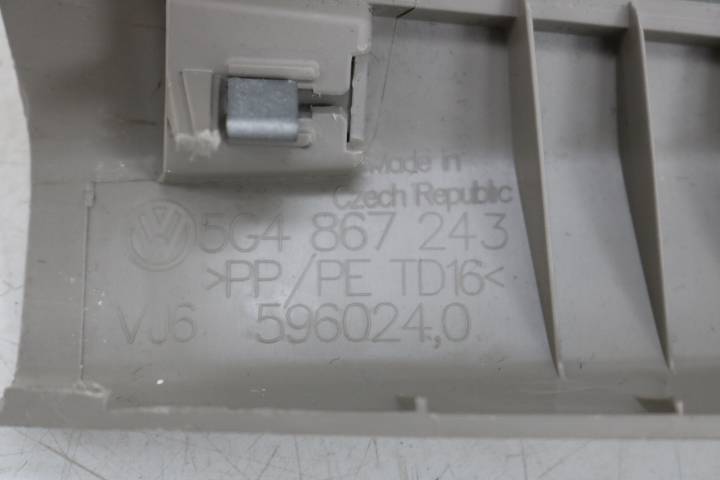 Made in
Czech Republic
5G4 867 243
>PP/PE TD16<
VJ6 596024,0